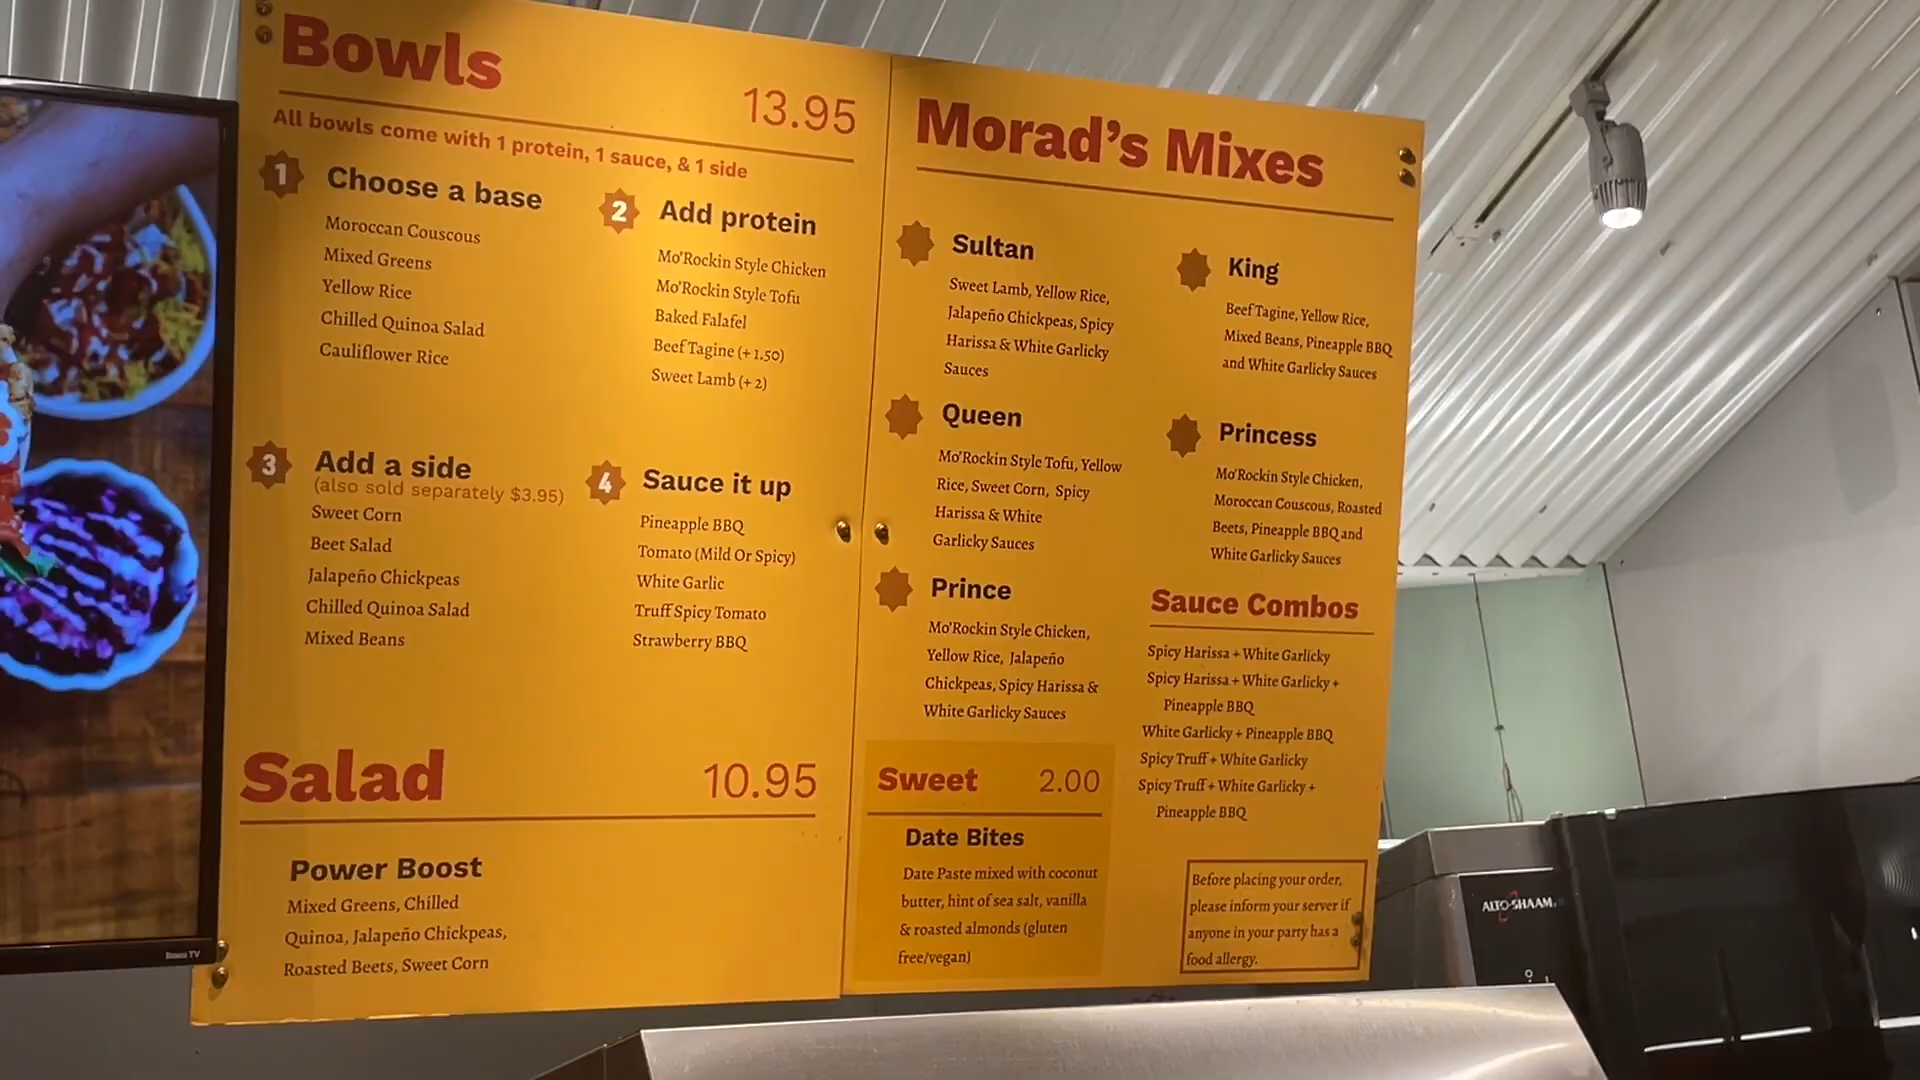 Bowls
13.95
All bowls come with 1 protein, 1 sauce, & 1 side
1
Choose a base
Moroccan Couscous
Mixed Greens
Yellow Rice
Chilled Quinoa Salad
Cauliflower Rice
2
Add protein
Mo'Rockin Style Chicken
Mo'Rockin Style Tofu
Baked Falafel
Beef Tagine (+ 1.50)
Sweet Lamb (+ 2)
3
Add a side
(also sold separately $3.95)
Sweet Corn
Beet Salad
Jalapeño Chickpeas
Chilled Quinoa Salad
Mixed Beans
4
Sauce it up
Pineapple BBQ
Tomato (Mild Or Spicy)
White Garlic
Truff Spicy Tomato
Strawberry BBQ
Salad
10.95
Power Boost
Mixed Greens, Chilled
Quinoa, Jalapeño Chickpeas,
Roasted Beets, Sweet Corn
Morad's Mixes
Sultan
Sweet Lamb, Yellow Rice,
Jalapeño Chickpeas, Spicy
Harissa & White Garlicky
Sauces
King
Beef Tagine, Yellow Rice,
Mixed Beans, Pineapple BBQ
and White Garlicky Sauces
Queen
Mo'Rockin Style Tofu, Yellow
Rice, Sweet Corn, Spicy
Harissa & White
Garlicky Sauces
Princess
Mo'Rockin Style Chicken,
Moroccan Couscous, Roasted
Beets, Pineapple BBQ and
White Garlicky Sauces
Prince
Mo'Rockin Style Chicken,
Yellow Rice, Jalapeño
Chickpeas, Spicy Harissa &
White Garlicky Sauces
Sauce Combos
Spicy Harissa + White Garlicky
Spicy Harissa + White Garlicky +
Pineapple BBQ
White Garlicky + Pineapple BBQ
Spicy Truff + White Garlicky
Spicy Truff + White Garlicky +
Pineapple BBQ
Sweet
2.00
Date Bites
Date Paste mixed with coconut
butter, hint of sea salt, vanilla
& roasted almonds (gluten
free/vegan)
Before placing your order,
please inform your server if
anyone in your party has a
food allergy.
ALTO-SHAAM